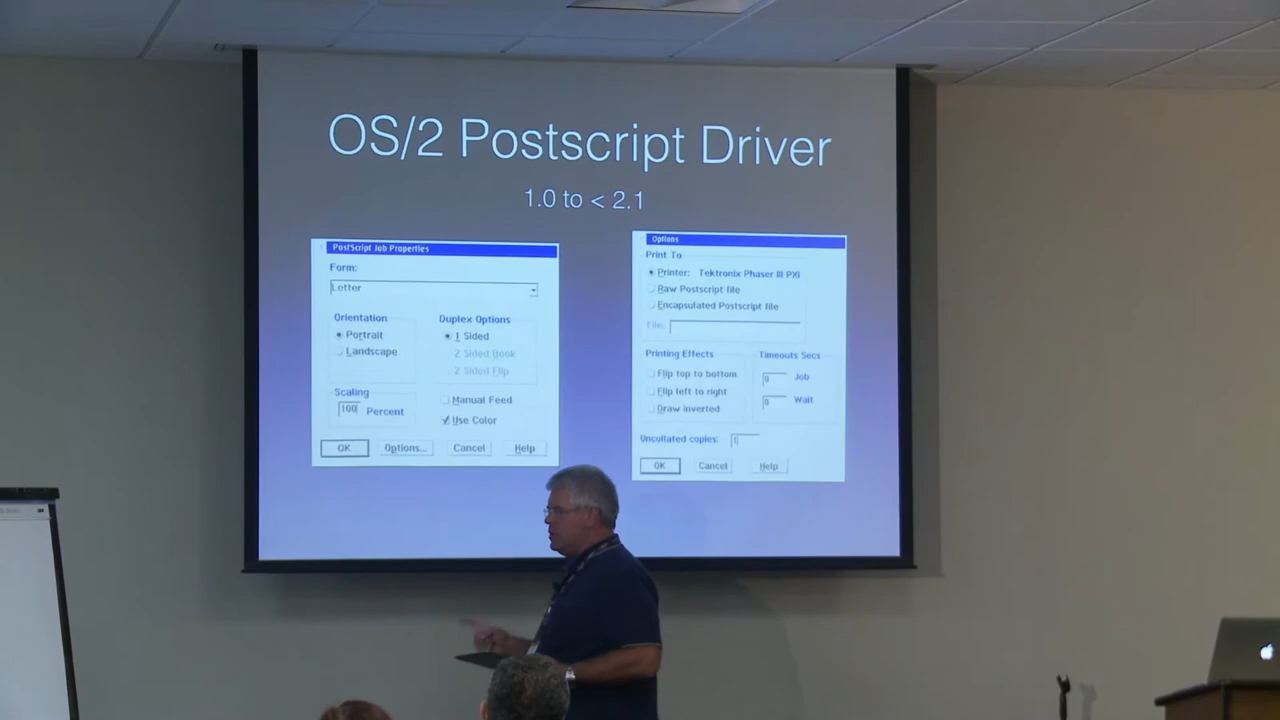 OS/2 Postscript Driver
1.0 to < 2.1
PostScript Job Properties
Form:
Letter
Orientation
Portrait
Landscape
Duplex Options
1 Sided
2 Sided Book
2 Sided Flip
Scaling
100 Percent
Manual Feed
Use Color
OK Options... Cancel Help
Options
Print To
Printer: Tektronix Phaser III PXi
Raw Postscript file
Encapsulated Postscript file
File:
Printing Effects
Flip top to bottom
Flip left to right
Draw inverted
Timeouts Secs
0 Job
0 Wait
Uncollated copies: 1
OK Cancel Help